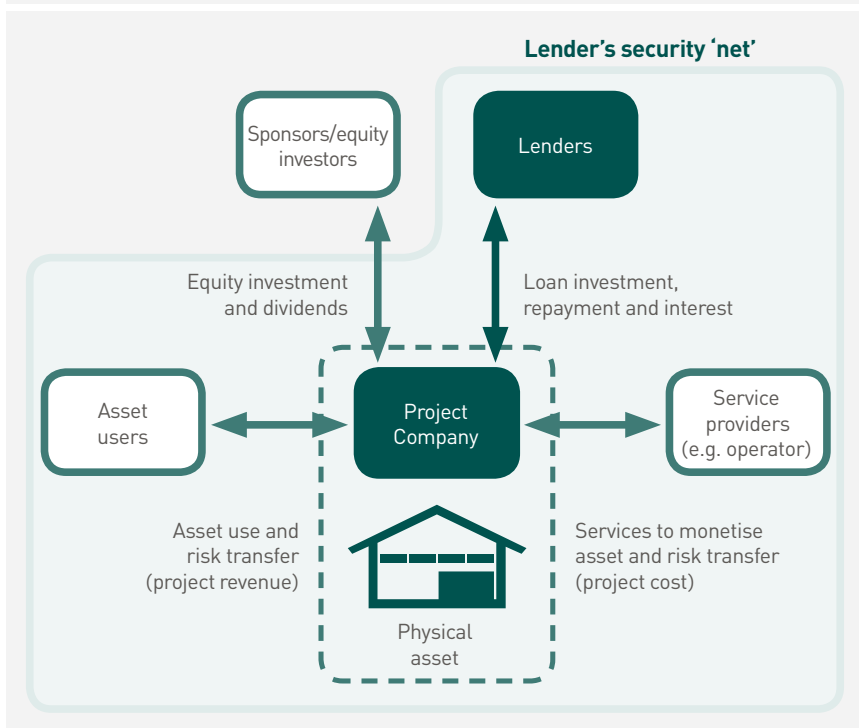 Lender's security 'net'
Sponsors/equity
investors
Lenders
Equity investment
and dividends
Loan investment,
repayment and interest
Asset
users
Project
Company
Service
providers
(e.g. operator)
Asset use and
risk transfer
(project revenue)
Services to monetise
asset and risk transfer
(project cost)
Physical
asset